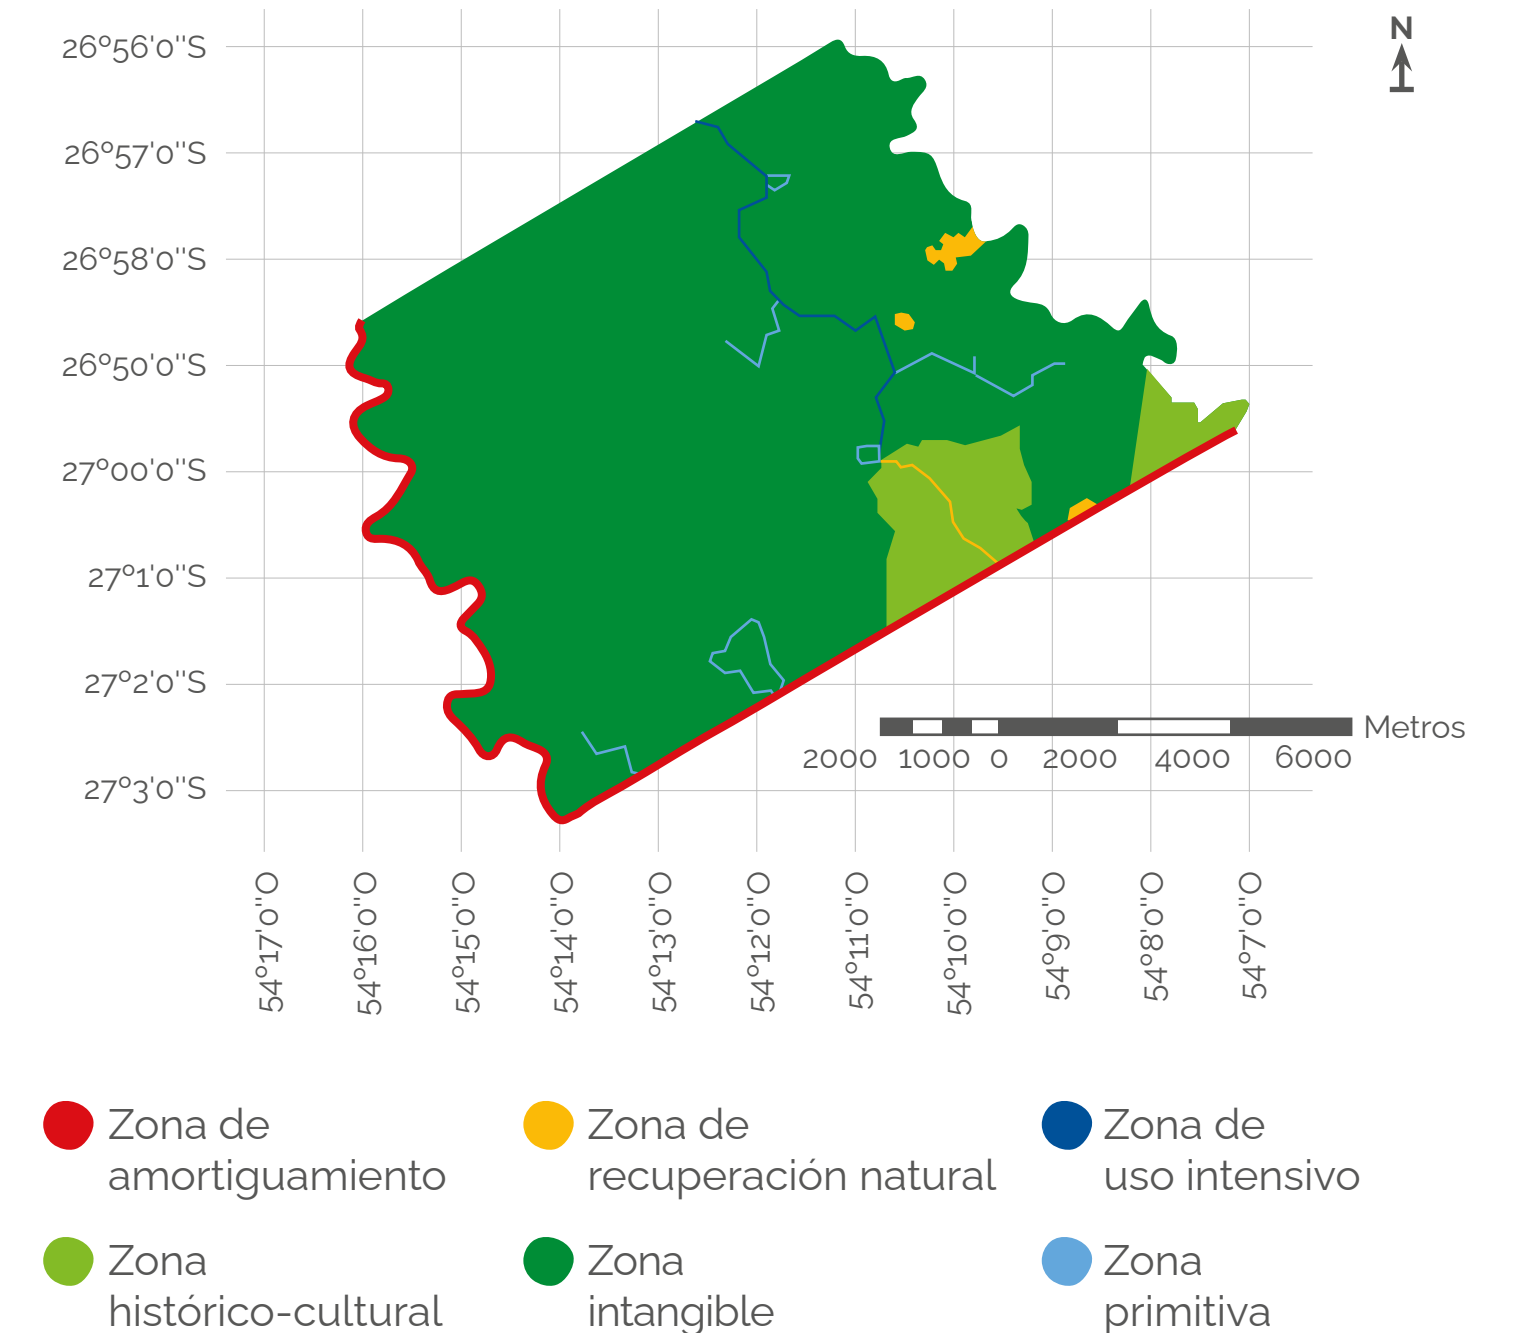 N
26°56'0''S
26°57'0''S
26°58'0''S
26°50'0''S
27°00'0''S
27°1'0''S
27°2'0''S
27°3'0''S
Metros
2000 1000 0 2000 4000 6000
54°17'0''O
54°16'0''O
54°15'0''O
54°14'0''O
54°13'0''O
54°12'0''O
54°11'0''O
54°10'0''O
54°9'0''O
54°8'0''O
54°7'0''O
Zona de
amortiguamiento
Zona de
recuperación natural
Zona de
uso intensivo
Zona
histórico-cultural
Zona
intangible
Zona
primitiva